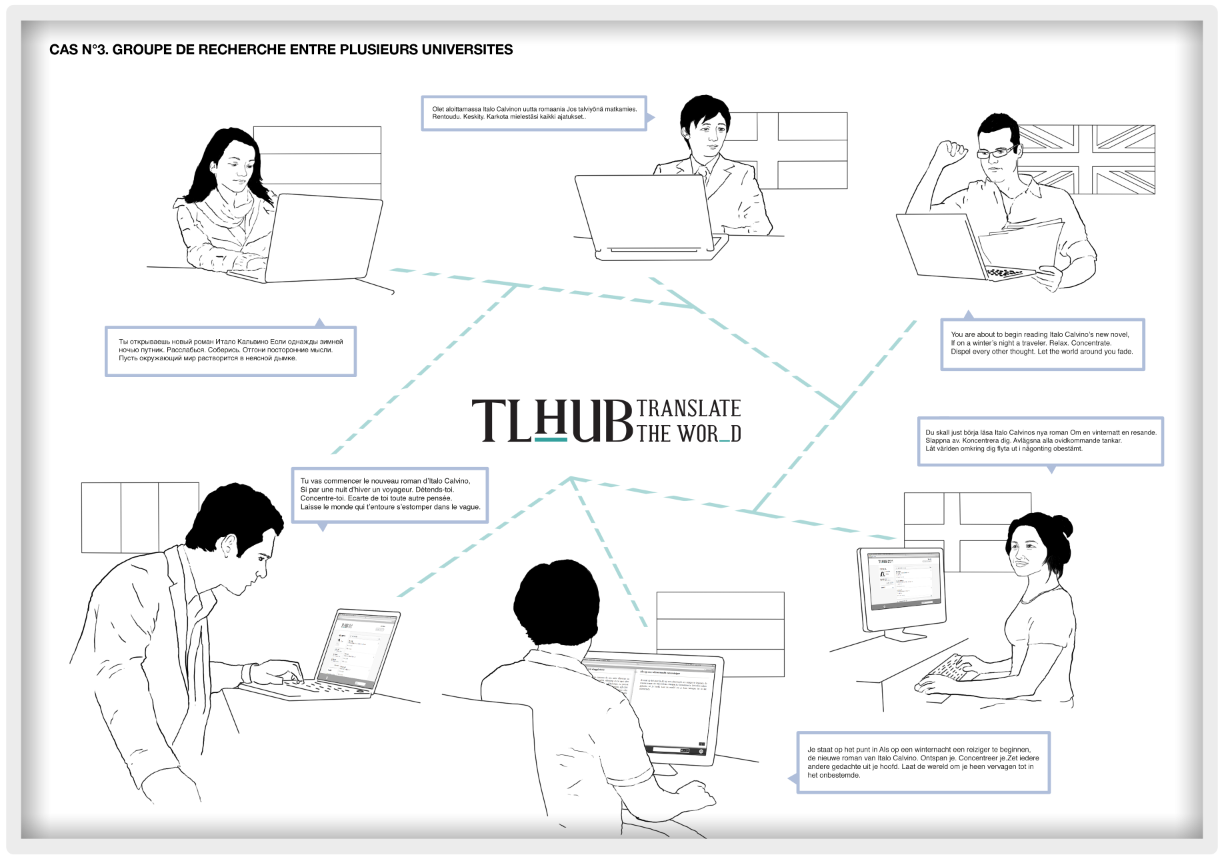 CAS N°3. GROUPE DE RECHERCHE ENTRE PLUSIEURS UNIVERSITES
Olet aloittamassa Italo Calvinon uutta romaania Jos talviyönä matkamies.
Rentoudu. Keskity. Karkota mielestäsi kaikki ajatukset..
Ты открываешь новый роман Итало Кальвино Если однажды зимней
ночью путник. Расслабься. Соберись. Отгони посторонние мысли.
Пусть окружающий мир растворится в неясной дымке.
You are about to begin reading Italo Calvino's new novel,
If on a winter's night a traveler. Relax. Concentrate.
Dispel every other thought. Let the world around you fade.
TLHUB TRANSLATE
THE WOR_D
Du skall just börja läsa Italo Calvinos nya roman Om en vinternatt en resande.
Slappna av. Koncentrera dig. Avlägsna alla ovidkommande tankar.
Låt världen omkring dig flyta ut i någonting obestämt.
Tu vas commencer le nouveau roman d'Italo Calvino,
Si par une nuit d'hiver un voyageur. Détends-toi.
Concentre-toi. Ecarte de toi toute autre pensée.
Laisse le monde qui t'entoure s'estomper dans le vague.
Je staat op het punt in Als op een winternacht een reiziger te beginnen,
de nieuwe roman van Italo Calvino. Ontspan je. Concentreer je.Zet iedere
andere gedachte uit je hoofd. Laat de wereld om je heen vervagen tot in
het onbestemde.